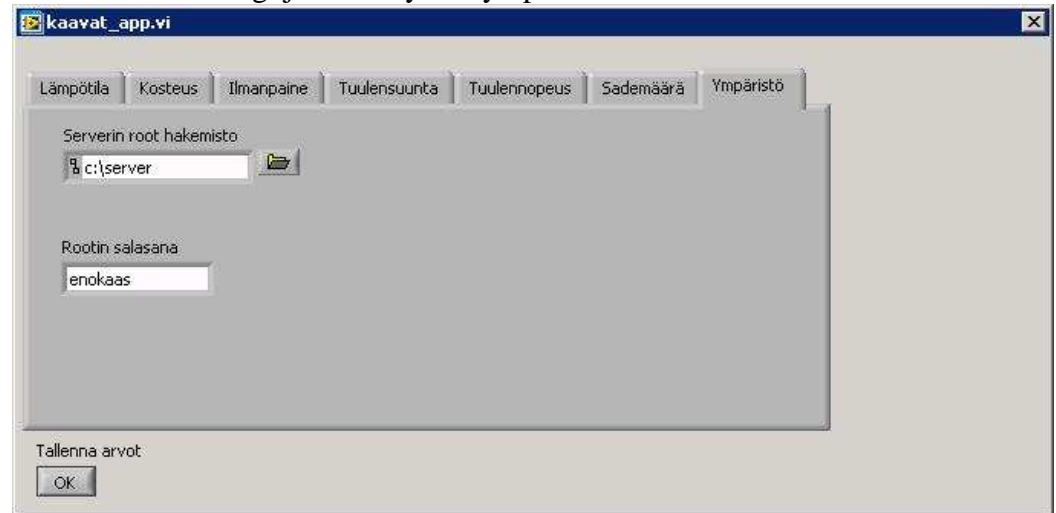 kaavat_app.vi
Lämpötila Kosteus Ilmanpaine Tuulensuunta Tuulennopeus Sademäärä Ympäristö
Serverin root hakemisto
c:\server
Rootin salasana
enokaas
Tallenna arvot
OK